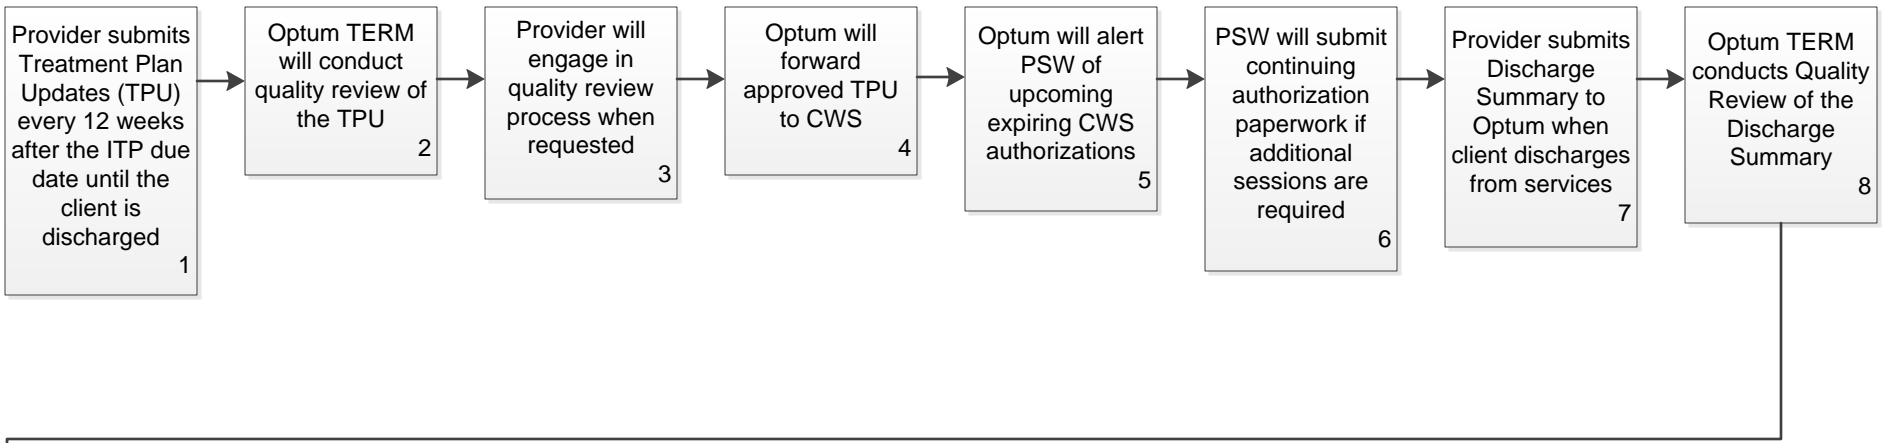 Provider submits
Treatment Plan
Updates (TPU)
every 12 weeks
after the ITP due
date until the
client is
discharged
1
Optum TERM
will conduct
quality review of
the TPU
2
Provider will
engage in
quality review
process when
requested
3
Optum will
forward
approved TPU
to CWS
4
Optum will alert
PSW of
upcoming
expiring CWS
authorizations
5
PSW will submit
continuing
authorization
paperwork if
additional
sessions are
required
6
Provider submits
Discharge
Summary to
Optum when
client discharges
from services
7
Optum TERM
conducts Quality
Review of the
Discharge
Summary
8